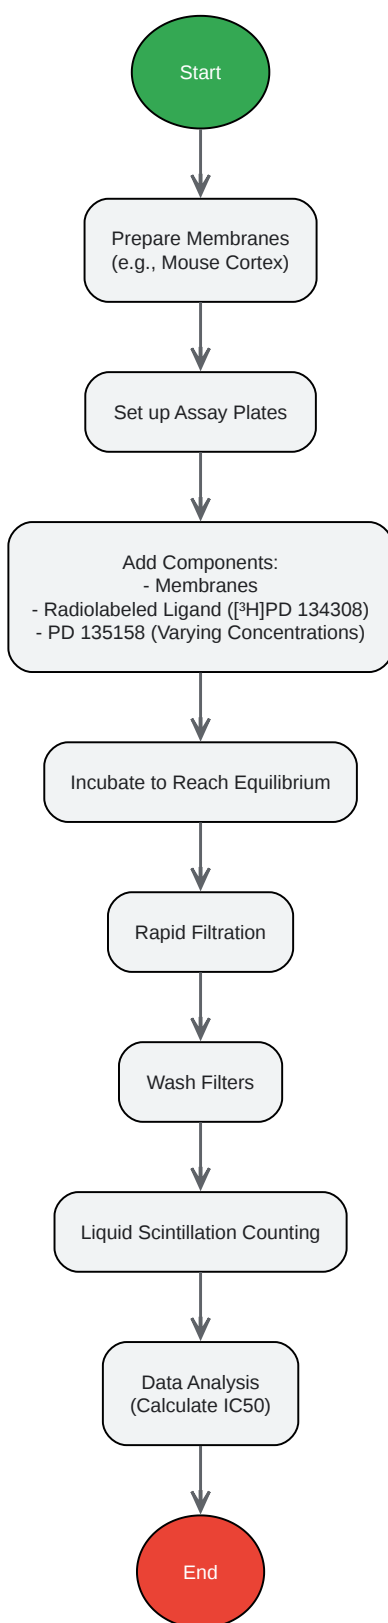 Start
Prepare Membranes
(e.g., Mouse Cortex)
Set up Assay Plates
Add Components:
- Membranes
- Radiolabeled Ligand ([³H]PD 134308)
- PD 135158 (Varying Concentrations)
Incubate to Reach Equilibrium
Rapid Filtration
Wash Filters
Liquid Scintillation Counting
Data Analysis
(Calculate IC50)
End